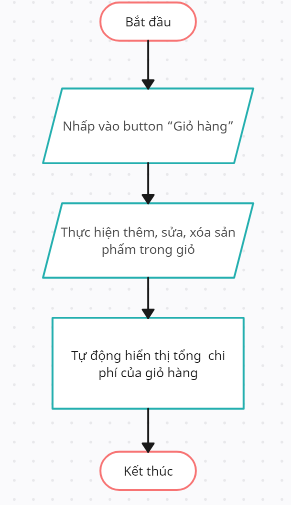 Bắt đầu
Nhấp vào button “Giỏ hàng”
Thực hiện thêm, sửa, xóa sán
phẩm trong giỏ
Tự động hiển thị tổng chi
phí của giỏ hàng
Kết thúc